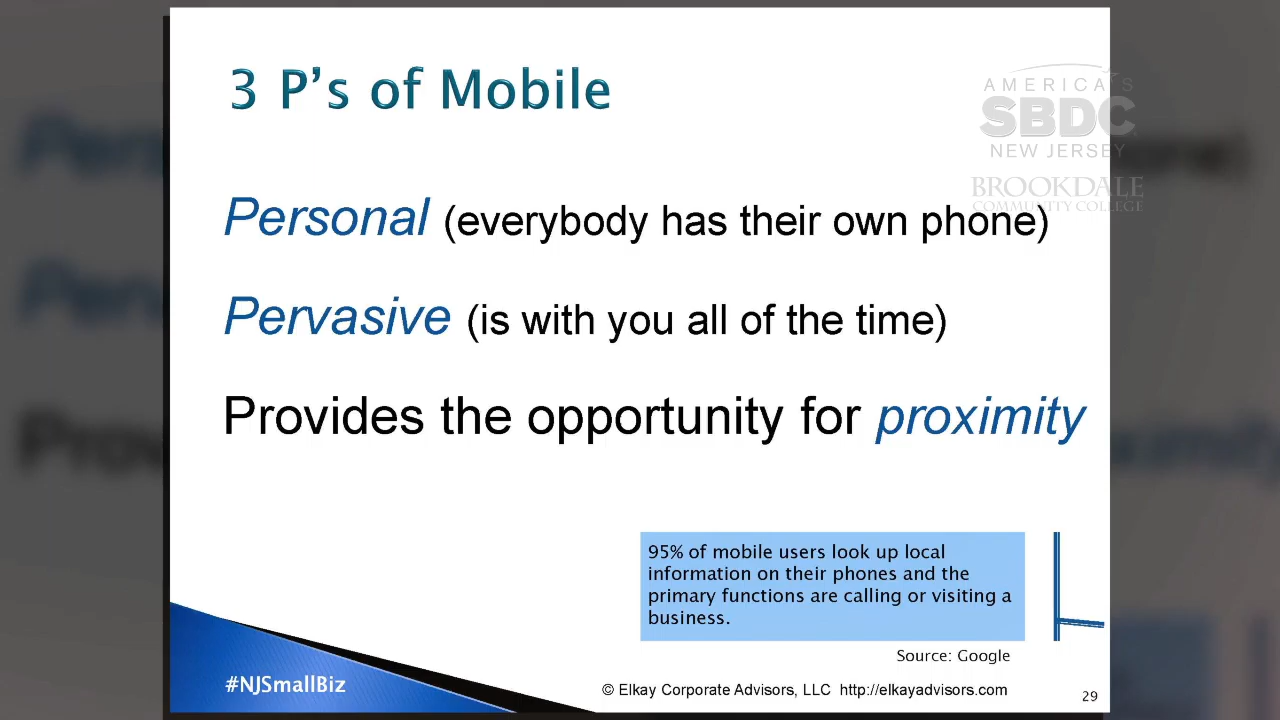 3 P's of Mobile
AMERICA'S
SBDC
NEW JERSEY
BROOKDALE
COMMUNITY COLLEGE
Personal (everybody has their own phone)
Pervasive (is with you all of the time)
Provides the opportunity for proximity
95% of mobile users look up local
information on their phones and the
primary functions are calling or visiting a
business.
Source: Google
#NJSmallBiz
© Elkay Corporate Advisors, LLC http://elkayadvisors.com
29